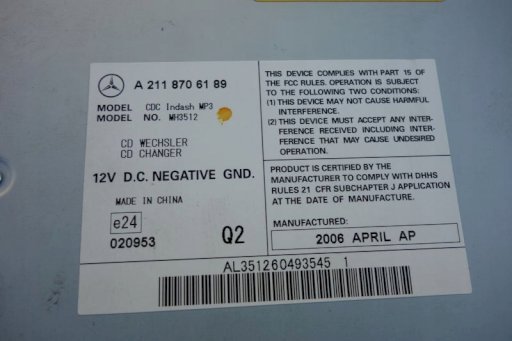 A 211 870 61 89
MODEL CDC Indash MP3
MODEL NO. MH3512
CD WECHSLER
CD CHANGER
12V D.C. NEGATIVE GND.
MADE IN CHINA
e24
020953
Q2
THIS DEVICE COMPLIES WITH PART 15 OF
THE FCC RULES. OPERATION IS SUBJECT
TO THE FOLLOWING TWO CONDITIONS:
(1) THIS DEVICE MAY NOT CAUSE HARMFUL
INTERFERENCE.
(2) THIS DEVICE MUST ACCEPT ANY INTER-
FERENCE RECEIVED INCLUDING INTER-
FERENCE THAT MAY CAUSE UNDESIRED
OPERATION.
PRODUCT IS CERTIFIED BY THE
MANUFACTURER TO COMPLY WITH DHHS
RULES 21 CFR SUBCHAPTER J APPLICATION
AT THE DATE OF MANUFACTURE.
MANUFACTURED:
2006 APRIL AP
AL351260493545 1